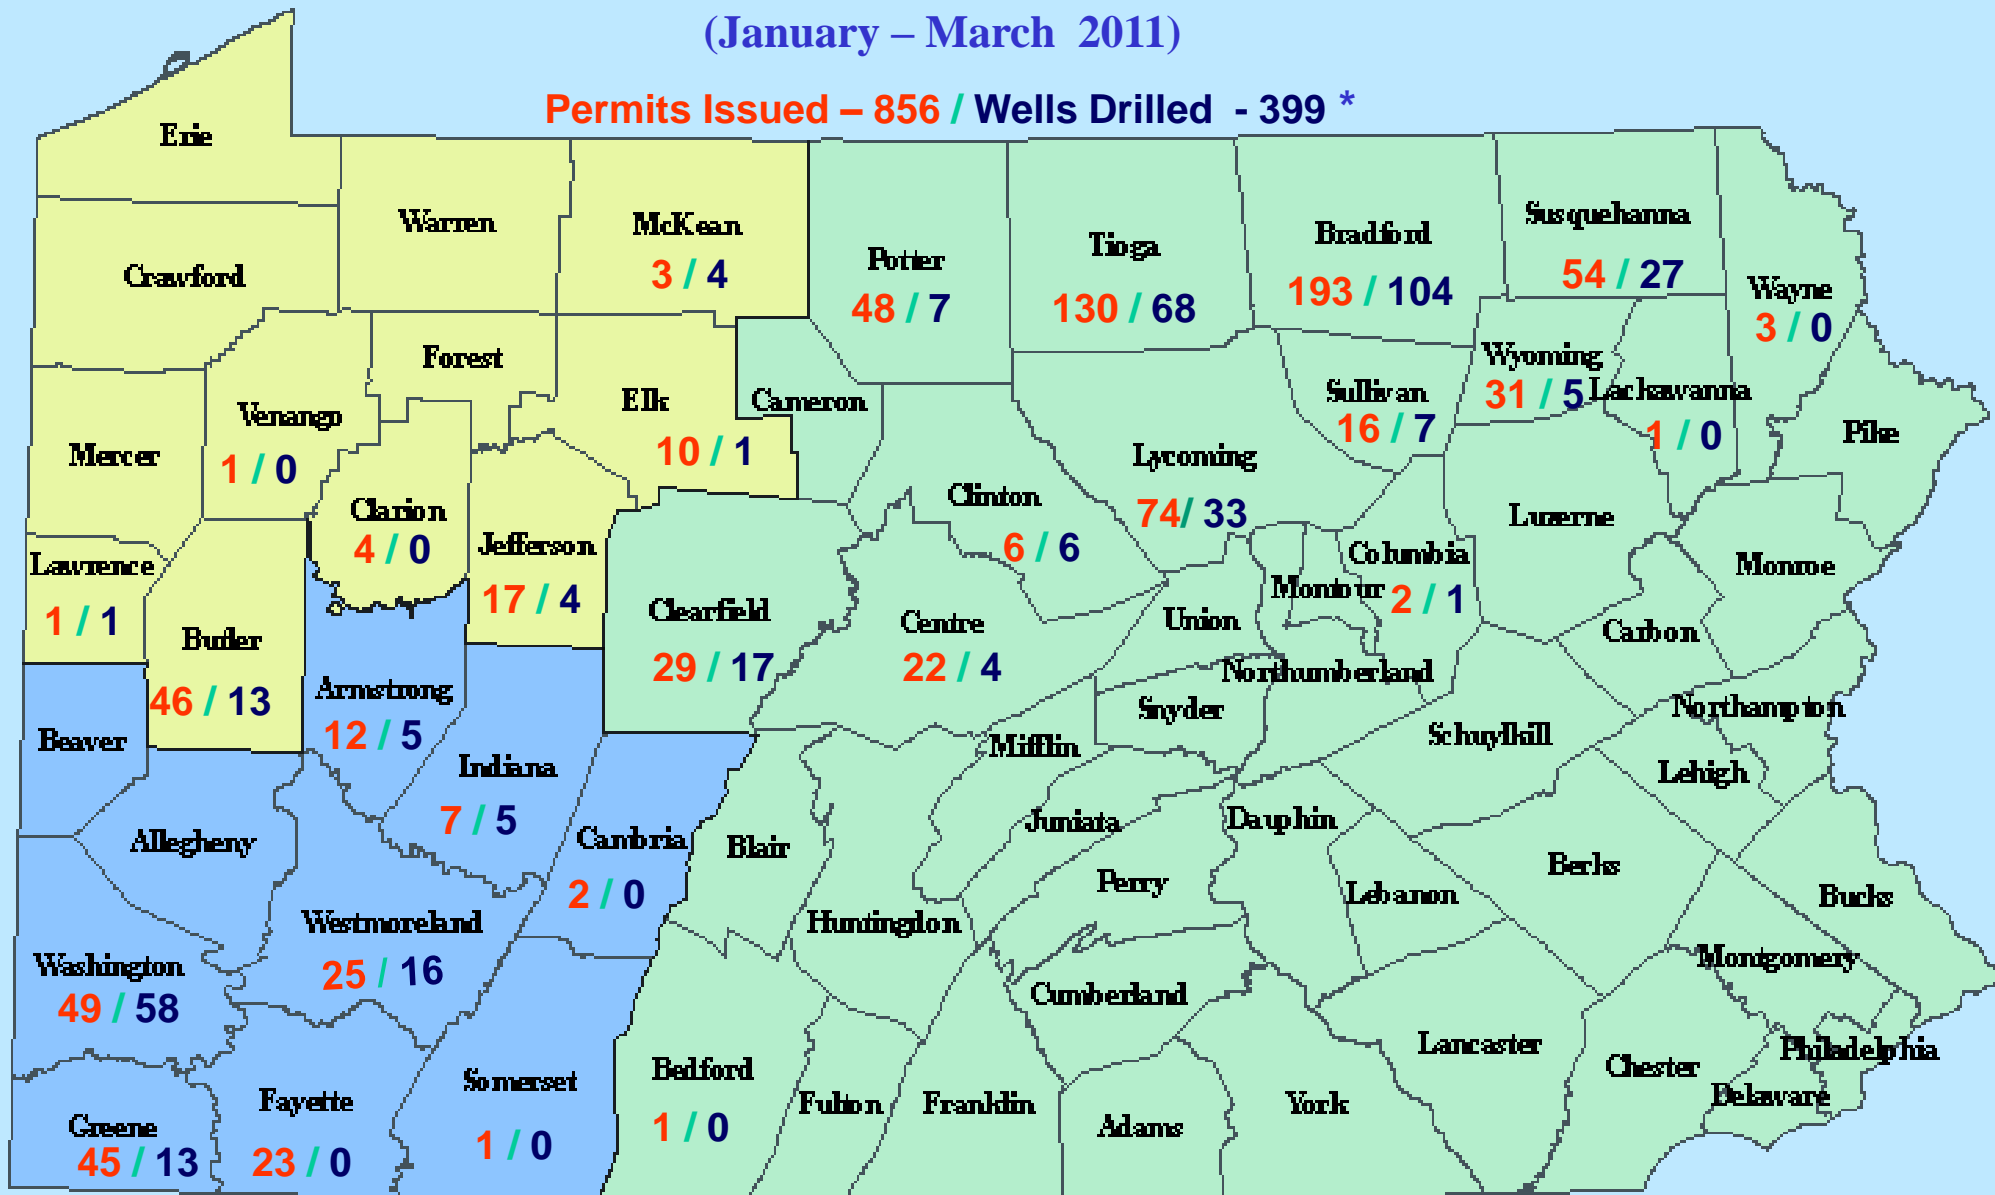 (January – March 2011)
Permits Issued – 856 / Wells Drilled - 399 *
Erie
Warren
McKean
3 / 4
Crawford
Potter
48 / 7
Tioga
130 / 68
Bradford
193 / 104
Susquehanna
54 / 27
Wayne
3 / 0
Forest
Elk
10 / 1
Cameron
Venango
1 / 0
Mercer
Sullivan
16 / 7
Wyoming
31 / 5
Lackawanna
1 / 0
Pike
Lycoming
74/ 33
Clinton
6 / 6
Clarion
4 / 0
Jefferson
17 / 4
Lawrence
1 / 1
Butler
46 / 13
Luzerne
Columbia
2 / 1
Montour
Monroe
Clearfield
29 / 17
Centre
22 / 4
Union
Carbon
Northumberland
Snyder
Armstrong
12 / 5
Beaver
Indiana
7 / 5
Mifflin
Schuylkill
Northampton
Lehigh
Allegheny
Cambria
2 / 0
Blair
Juniata
Dauphin
Berks
Perry
Lebanon
Bucks
Westmoreland
25 / 16
Huntingdon
Washington
49 / 58
Cumberland
Montgomery
Lancaster
Philadelphia
Chester
Delaware
Greene
45 / 13
Fayette
23 / 0
Somerset
1 / 0
Bedford
1 / 0
Fulton
Franklin
Adams
York